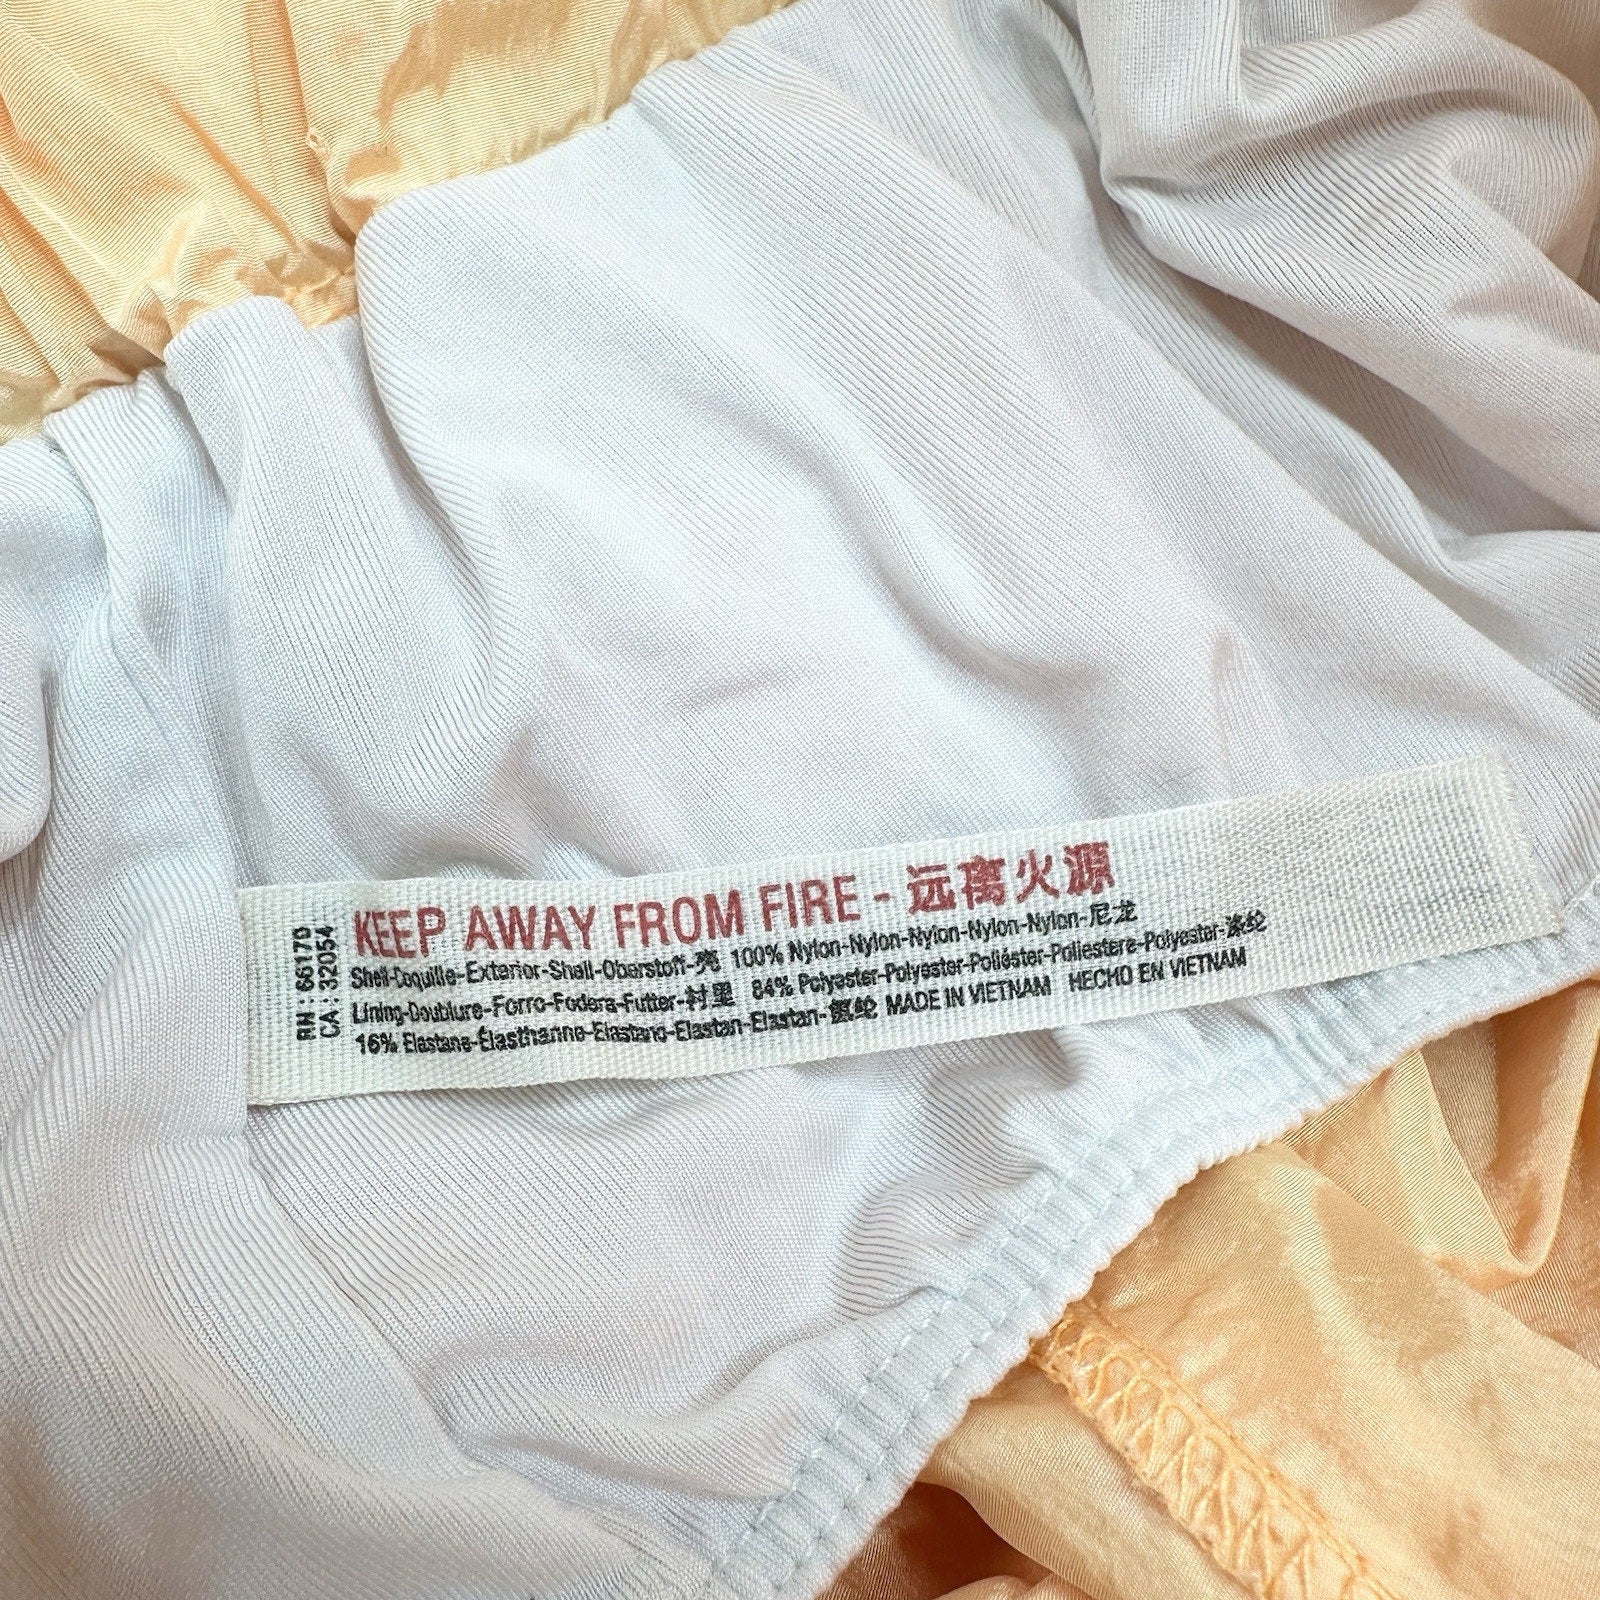 RN : 66170
CA : 32054
KEEP AWAY FROM FIRE - 远离火源
Shell-Coquille-Exterior-Shell-Oberstoff-壳 100% Nylon-Nylon-Nylon-Nylon-Nylon-尼龙
Lining-Doublure-Forro-Fodera-Futter-衬里 84% Polyester-Polyester-Poliéster-Poliestere-Polyester-涤纶
16% Elastane-Élasthanne-Elastano-Elastan-Elastan-氨纶 MADE IN VIETNAM HECHO EN VIETNAM